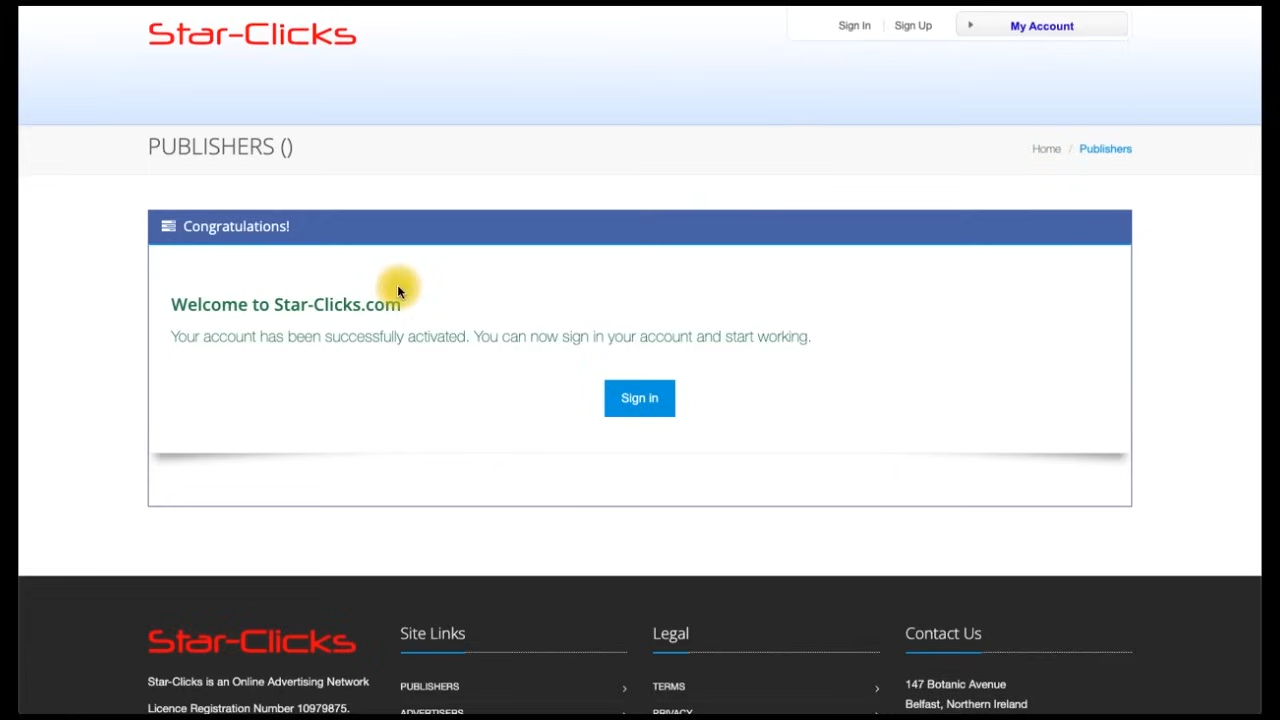 Star-Clicks
Sign In
Sign Up
My Account
PUBLISHERS ()
Home / Publishers
Congratulations!
Welcome to Star-Clicks.com
Your account has been successfully activated. You can now sign in your account and start working.
Sign in
Star-Clicks
Star-Clicks is an Online Advertising Network
Licence Registration Number 10979875.
Site Links
PUBLISHERS
ADVERTISERS
Legal
TERMS
PRIVACY
Contact Us
147 Botanic Avenue
Belfast, Northern Ireland